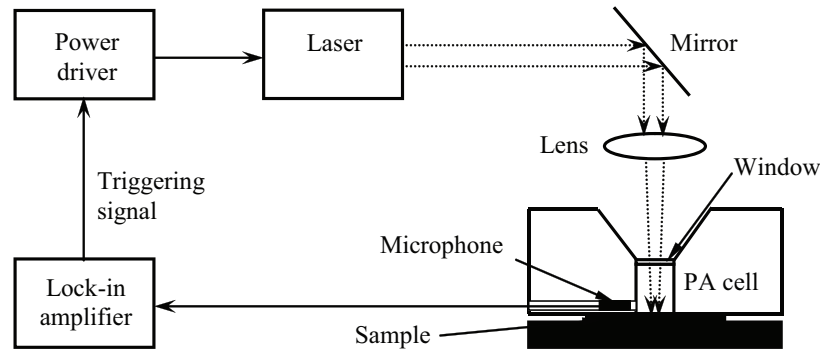 Power
driver
Laser
Mirror
Lens
Window
Triggering
signal
Microphone
PA cell
Lock-in
amplifier
Sample